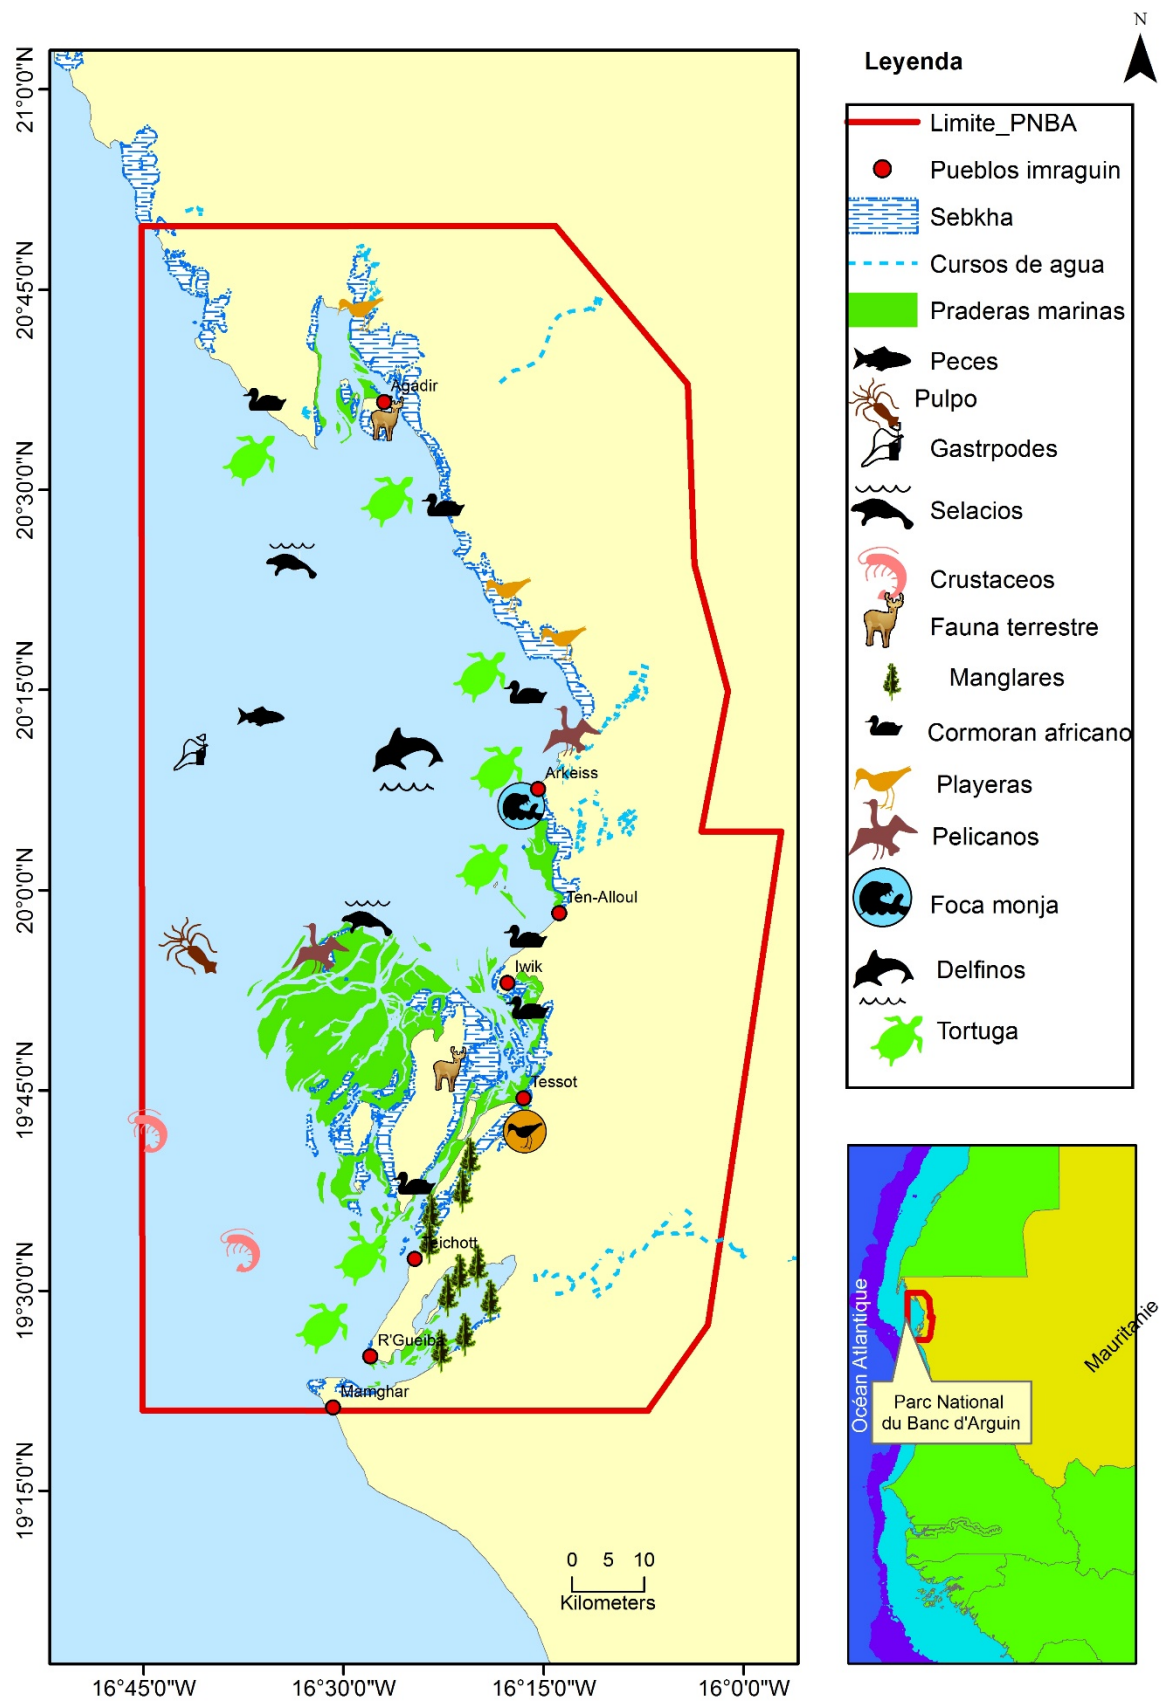 N
Leyenda
Limite_PNBA
Pueblos imraguin
Sebkha
Cursos de agua
Praderas marinas
Peces
Pulpo
Gastrpodes
Selacios
Crustaceos
Fauna terrestre
Manglares
Cormoran africano
Playeras
Pelicanos
Foca monja
Delfinos
Tortuga
21°0'0"N
20°45'0"N
20°30'0"N
20°15'0"N
20°0'0"N
19°45'0"N
19°30'0"N
19°15'0"N
Agadir
Arkeiss
Ten-Alloul
Iwik
Tessot
Teichott
R'Gueiba
Mamghar
0 5 10
Kilometers
16°45'0"W 16°30'0"W 16°15'0"W 16°0'0"W
Océan Atlantique
Mauritanie
Parc National
du Banc d'Arguin